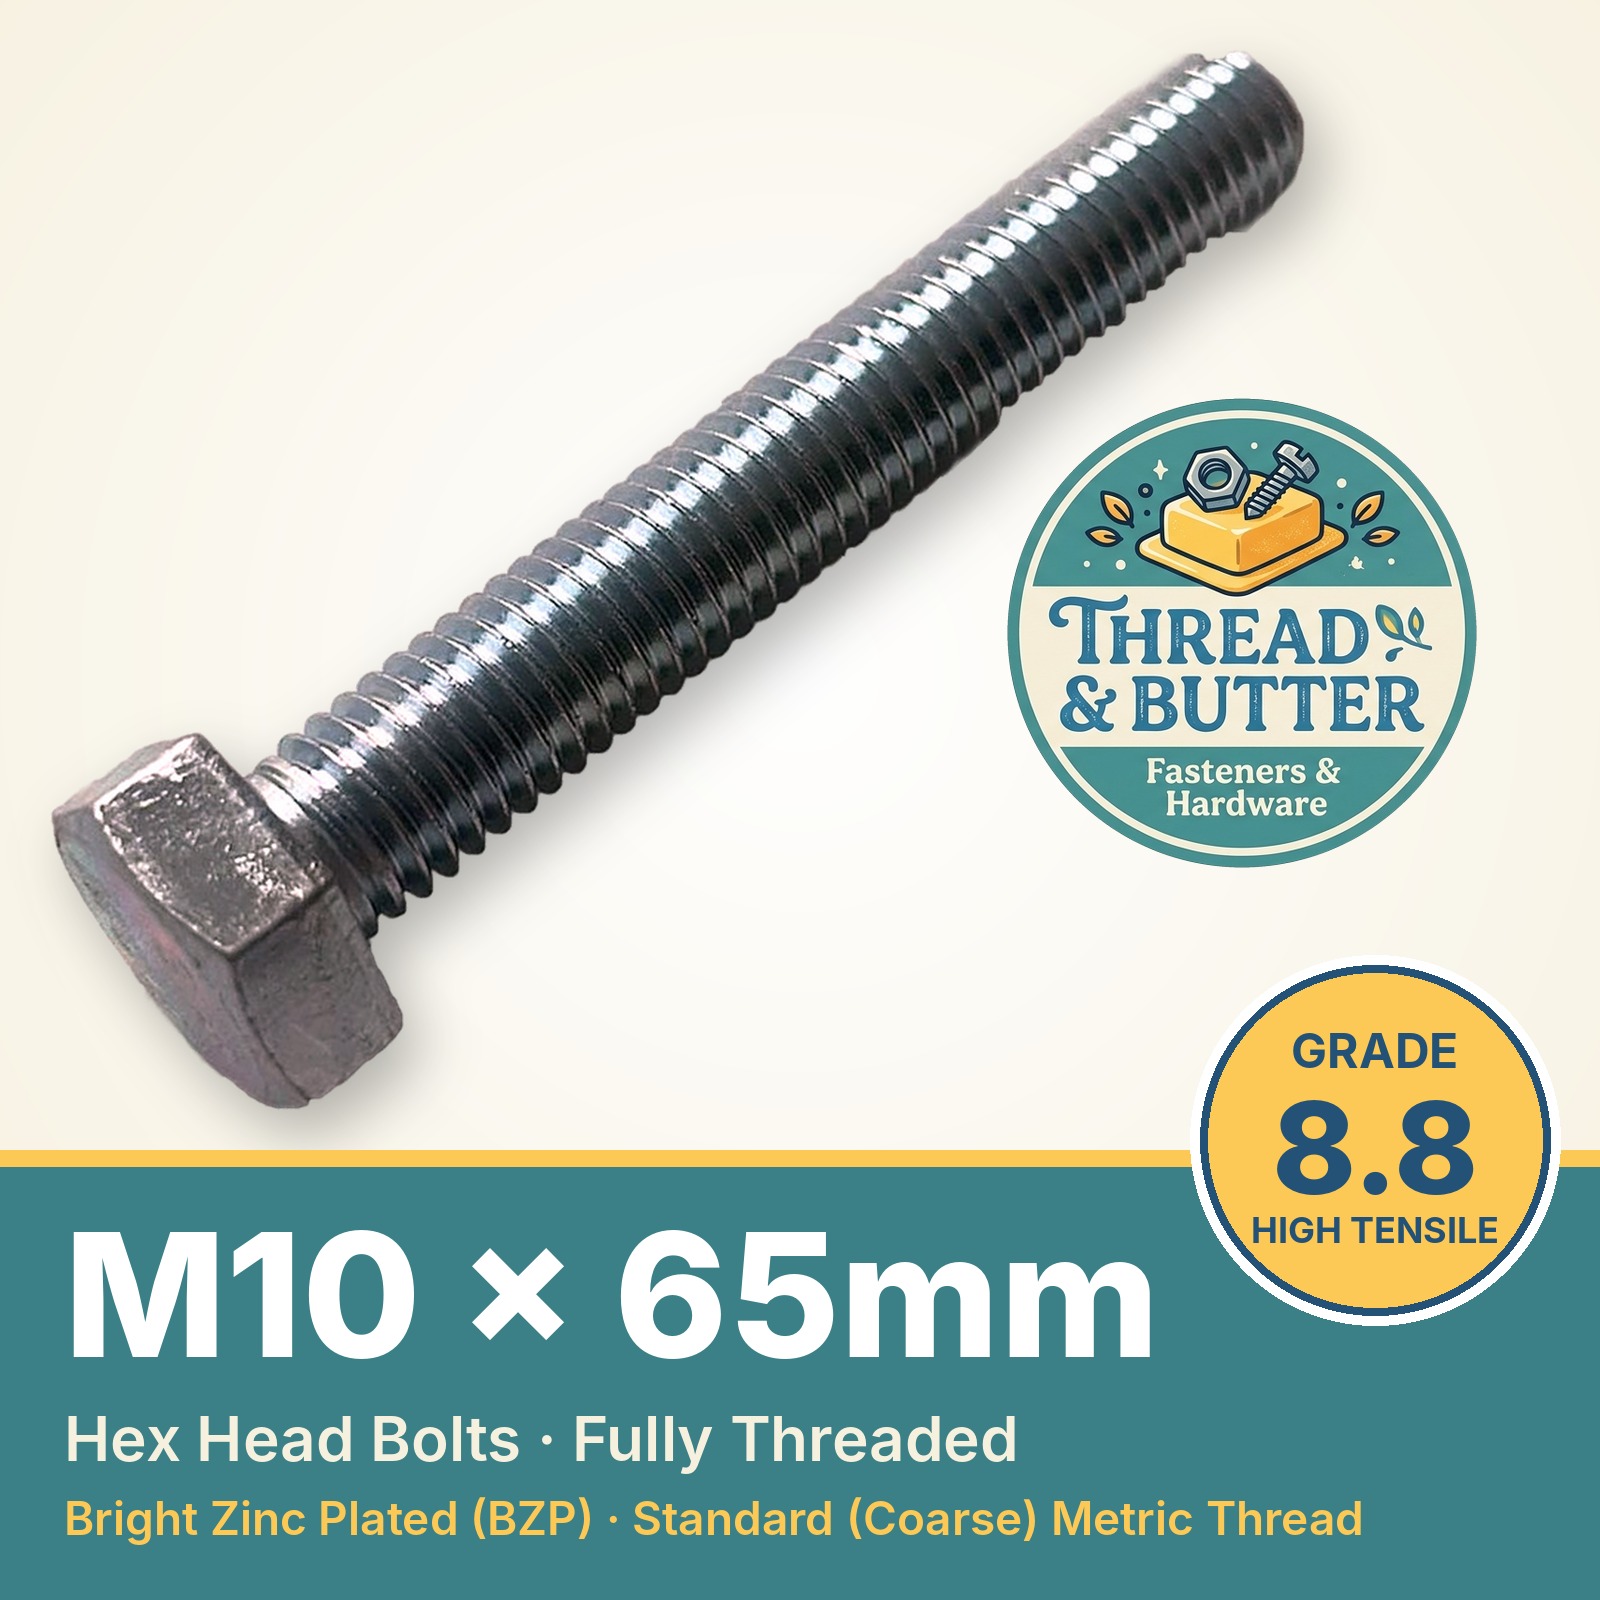 THREAD
& BUTTER
Fasteners &
Hardware
GRADE
8.8
HIGH TENSILE
M10 × 65mm
Hex Head Bolts · Fully Threaded
Bright Zinc Plated (BZP) · Standard (Coarse) Metric Thread